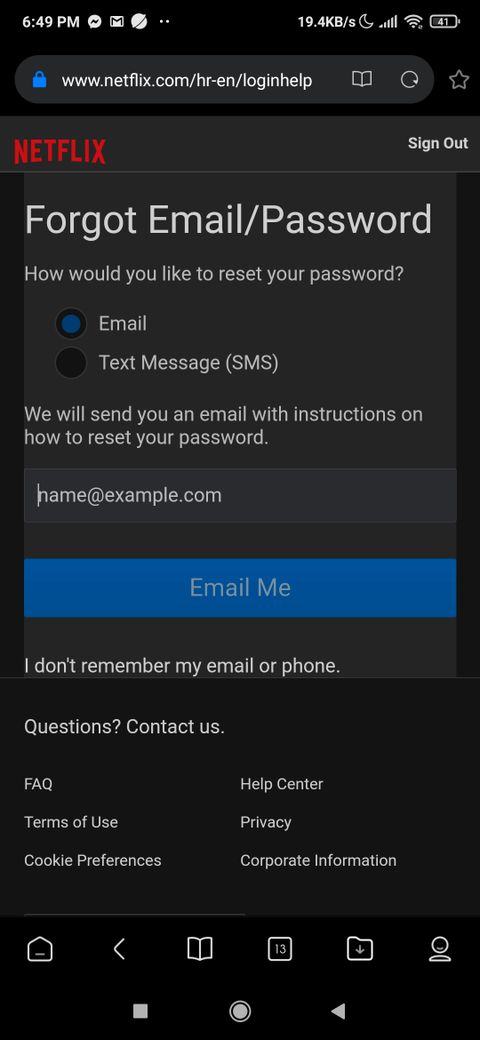 6:49 PM
19.4KB/s
41
www.netflix.com/hr-en/loginhelp
NETFLIX
Sign Out
Forgot Email/Password
How would you like to reset your password?
Email
Text Message (SMS)
We will send you an email with instructions on
how to reset your password.
name@example.com
Email Me
I don't remember my email or phone.
Questions? Contact us.
FAQ
Help Center
Terms of Use
Privacy
Cookie Preferences
Corporate Information
13